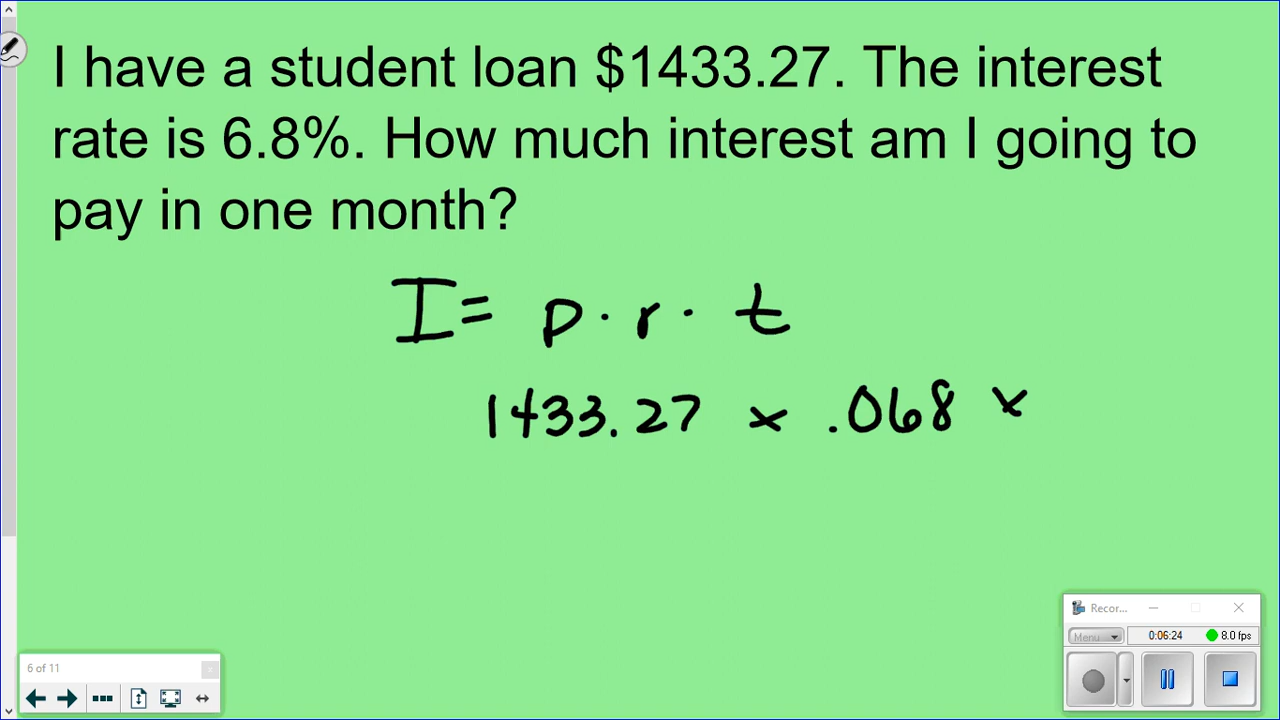 I have a student loan $1433.27. The interest
rate is 6.8%. How much interest am I going to
pay in one month?
I = p · r · t
1433.27 x .068 x
Recor...
Menu
0:06:24
8.0 fps
6 of 11